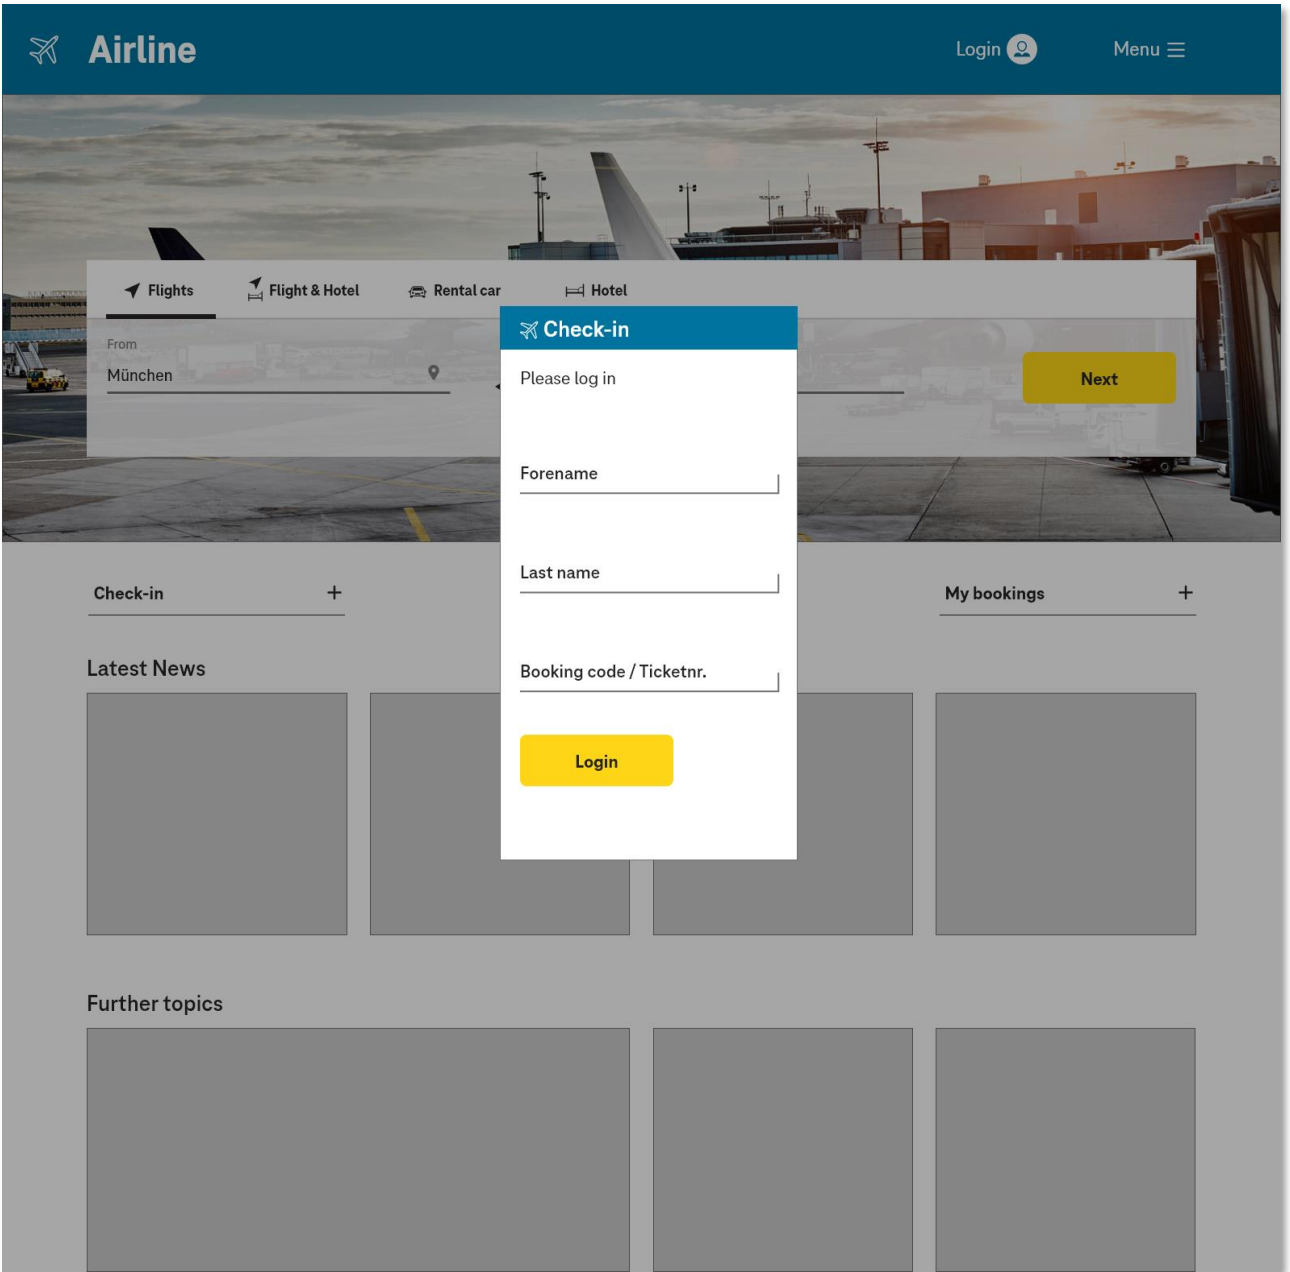 Airline
Login
Menu
Flights
Flight & Hotel
Rental car
Hotel
From
München
Next
Check-in
Please log in
Forename
Last name
Booking code / Ticketnr.
Login
Check-in +
My bookings +
Latest News
Further topics